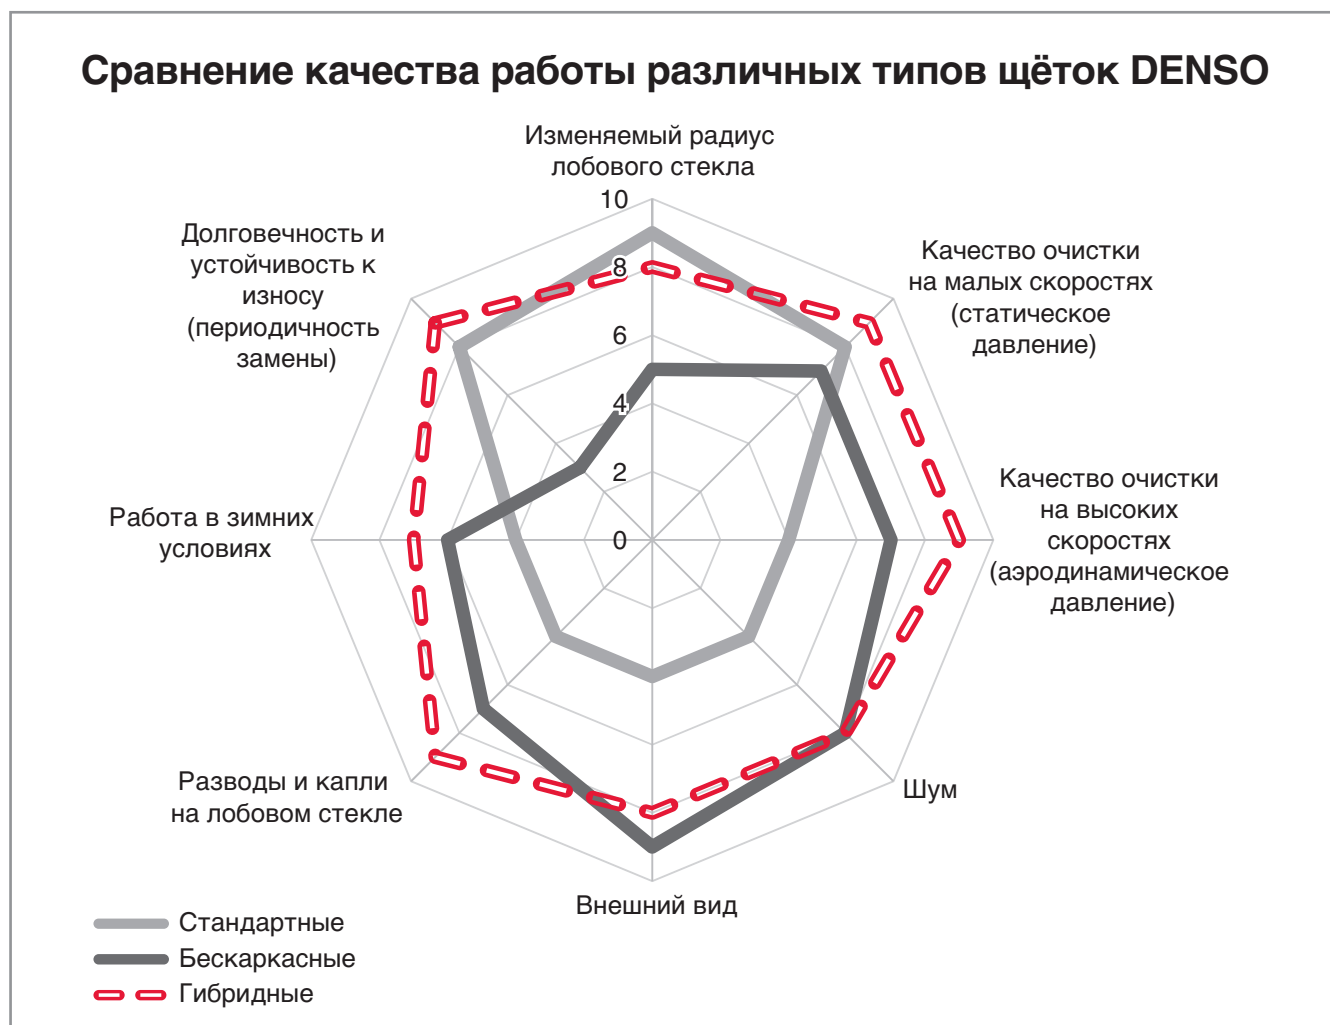 Сравнение качества работы различных типов щёток DENSO
Изменяемый радиус
лобового стекла
10
8
6
4
2
0
Качество очистки
на малых скоростях
(статическое
давление)
Качество очистки
на высоких
скоростях
(аэродинамическое
давление)
Шум
Внешний вид
Разводы и капли
на лобовом стекле
Работа в зимних
условиях
Долговечность и
устойчивость к
износу
(периодичность
замены)
Стандартные
Бескаркасные
Гибридные